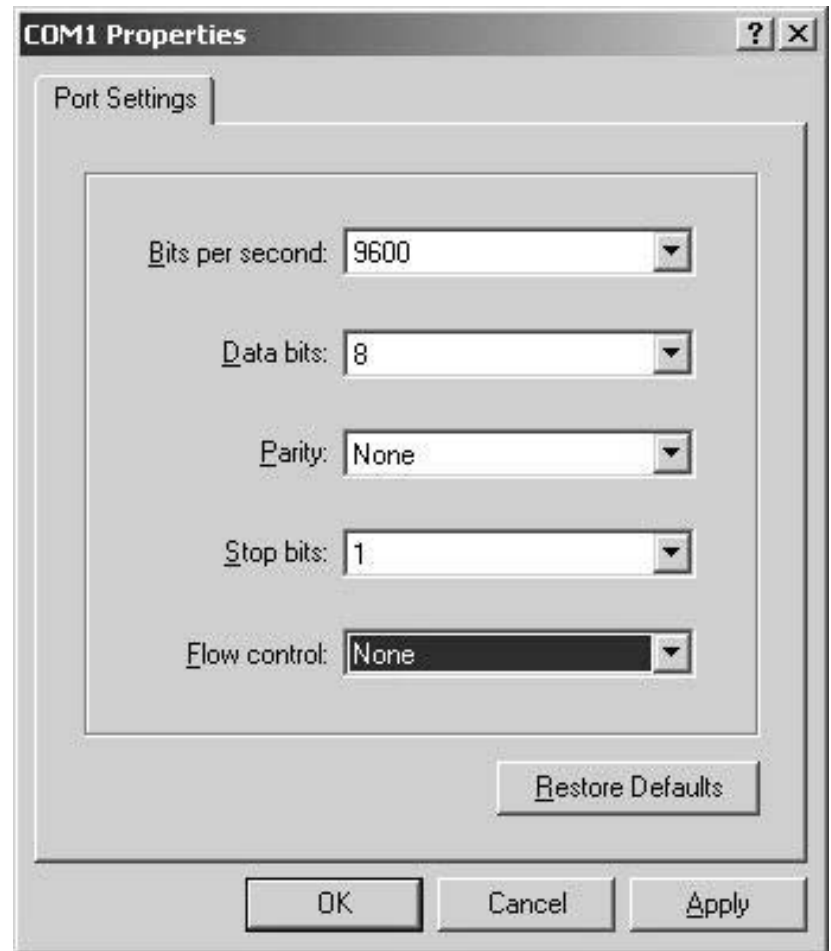 COM1 Properties
Port Settings
Bits per second: 9600
Data bits: 8
Parity: None
Stop bits: 1
Flow control: None
Restore Defaults
OK Cancel Apply